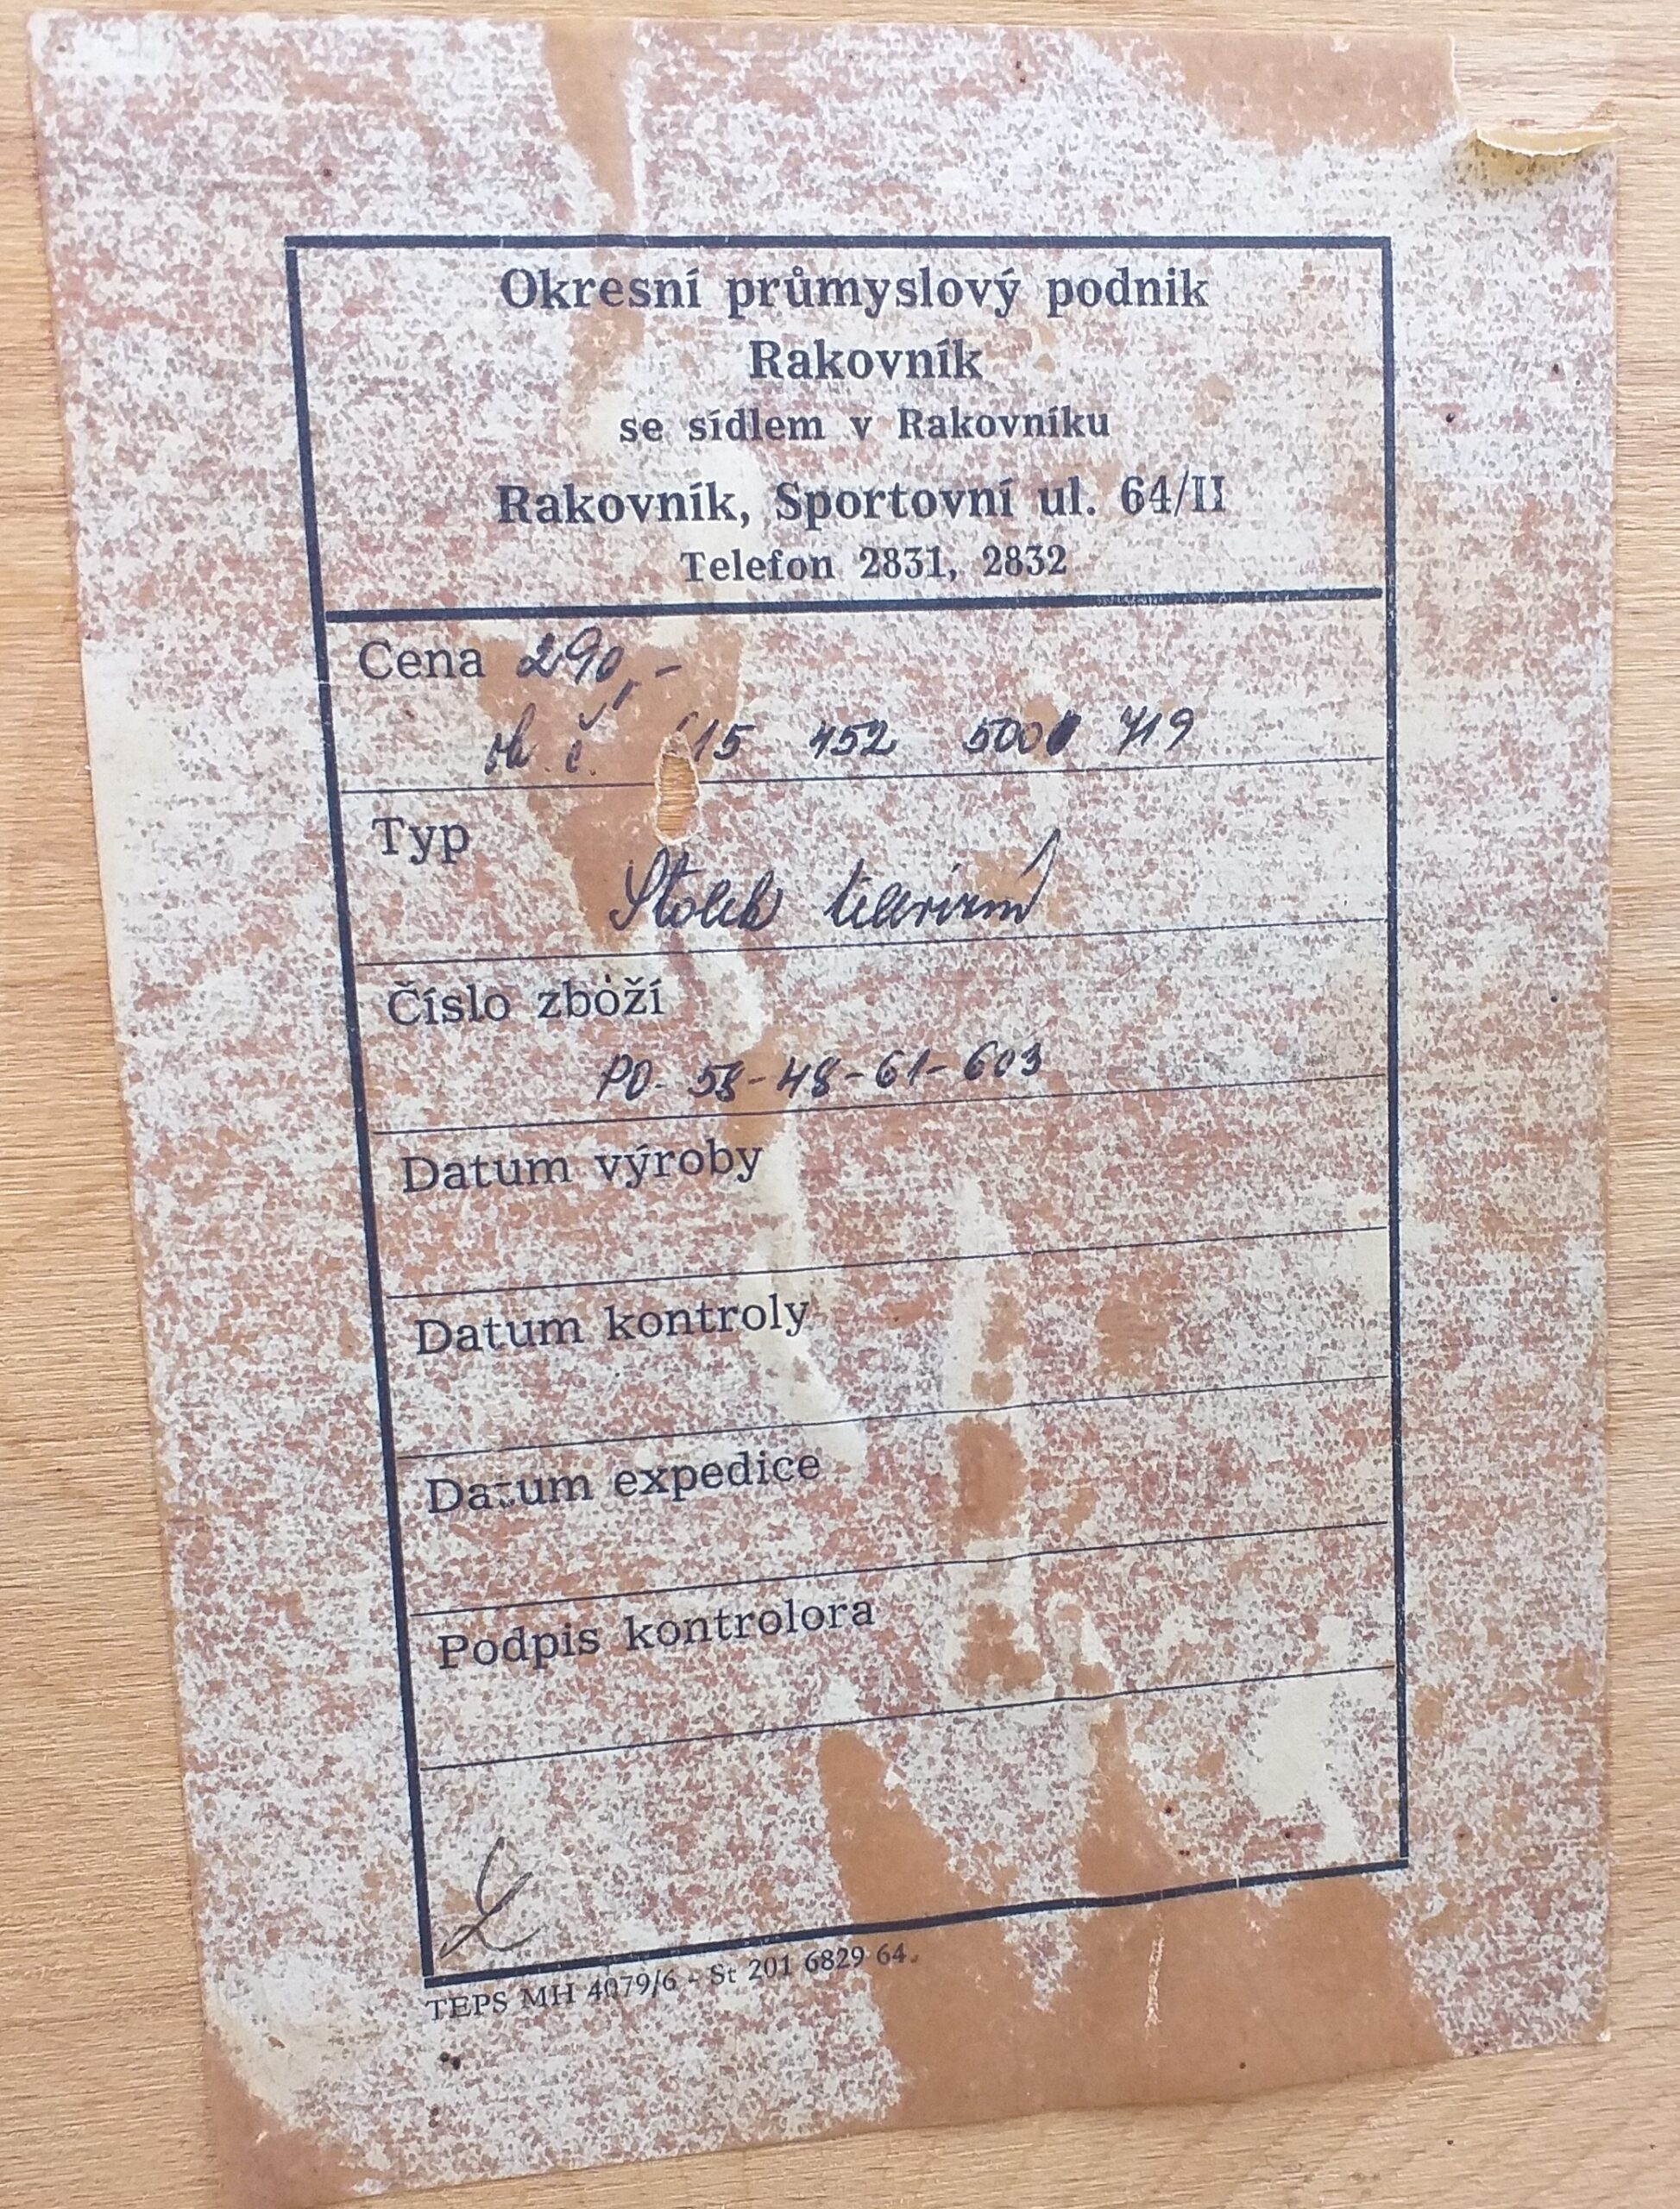 Okresní průmyslový podnik
Rakovník
se sídlem v Rakovníku
Rakovník, Sportovní ul. 64/II
Telefon 2831, 2832
Cena 290,-
č. 452 719
Typ
Stolek televizní
Číslo zboží
PO- 58-48-61-603
Datum výroby
Datum kontroly
Datum expedice
Podpis kontrolora
TEPS MH 4079/6 - St 201 6829 64.